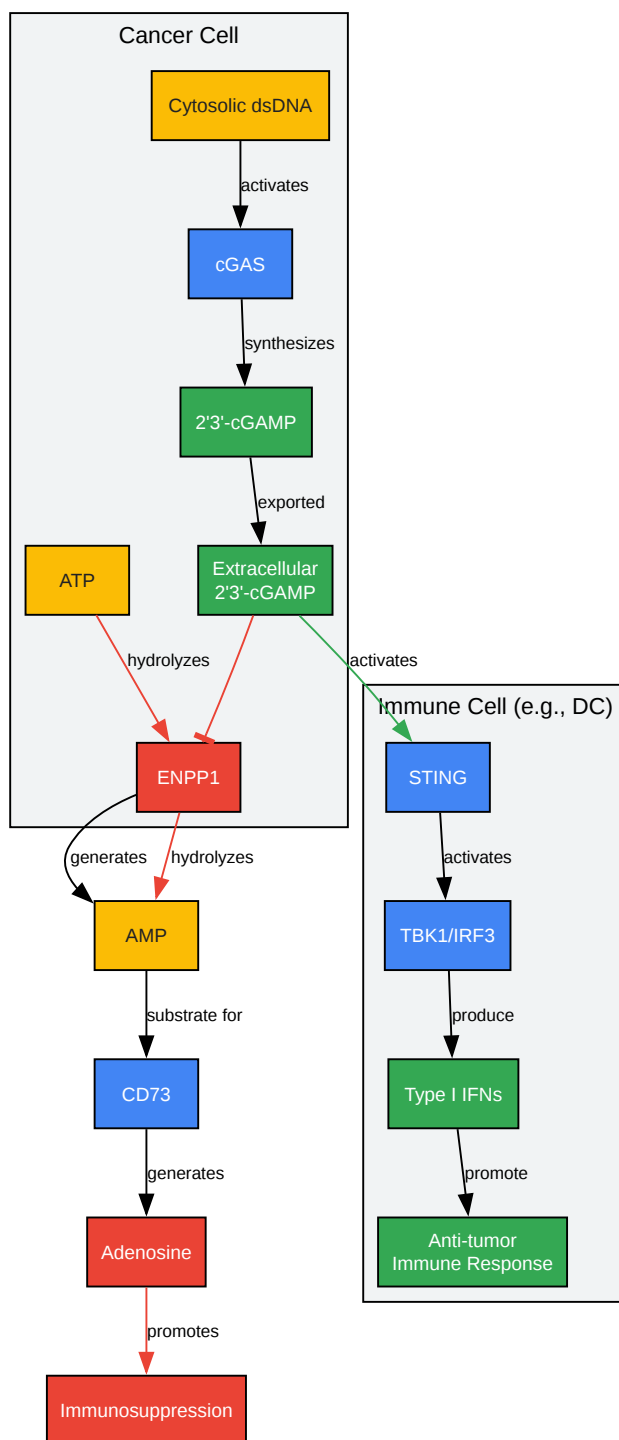 Cancer Cell
Cytosolic dsDNA
activates
cGAS
synthesizes
2'3'-cGAMP
exported
ATP
Extracellular
2'3'-cGAMP
hydrolyzes
activates
Immune Cell (e.g., DC)
ENPP1
STING
generates
hydrolyzes
activates
AMP
TBK1/IRF3
substrate for
produce
CD73
Type I IFNs
generates
promote
Adenosine
Anti-tumor
Immune Response
promotes
Immunosuppression